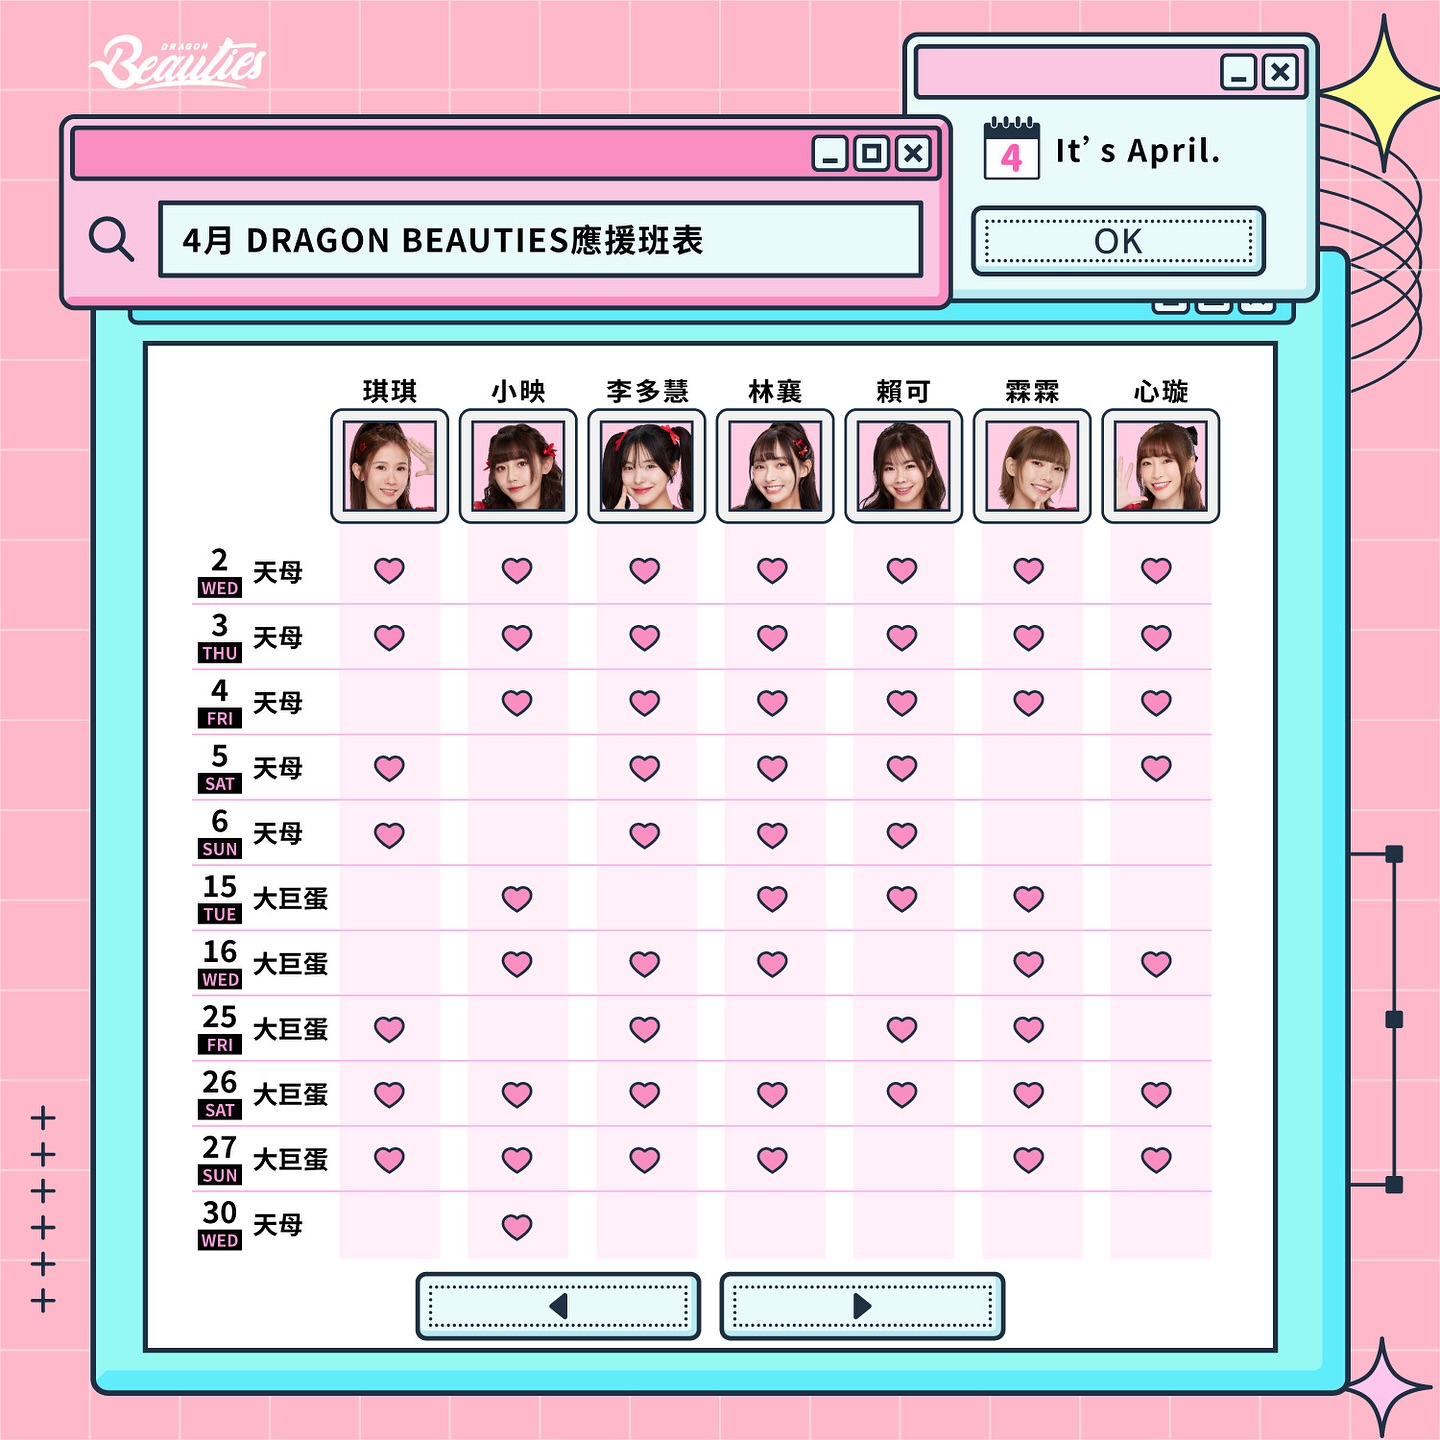 DRAGON
Beauties
It’s April.
OK
4月 DRAGON BEAUTIES應援班表
琪琪 小映 李多慧 林襄 賴可 霖霖 心璇
2 WED 天母
3 THU 天母
4 FRI 天母
5 SAT 天母
6 SUN 天母
15 TUE 大巨蛋
16 WED 大巨蛋
25 FRI 大巨蛋
26 SAT 大巨蛋
27 SUN 大巨蛋
30 WED 天母
4